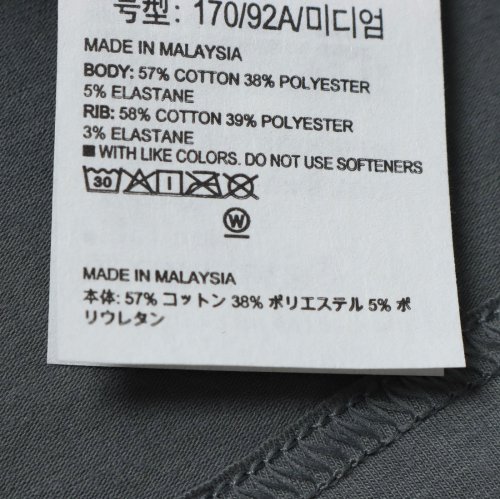 号型: 170/92A/미디엄
MADE IN MALAYSIA
BODY: 57% COTTON 38% POLYESTER
5% ELASTANE
RIB: 58% COTTON 39% POLYESTER
3% ELASTANE
■ WITH LIKE COLORS. DO NOT USE SOFTENERS
30
W
MADE IN MALAYSIA
本体: 57% コットン 38% ポリエステル 5% ポ
リウレタン